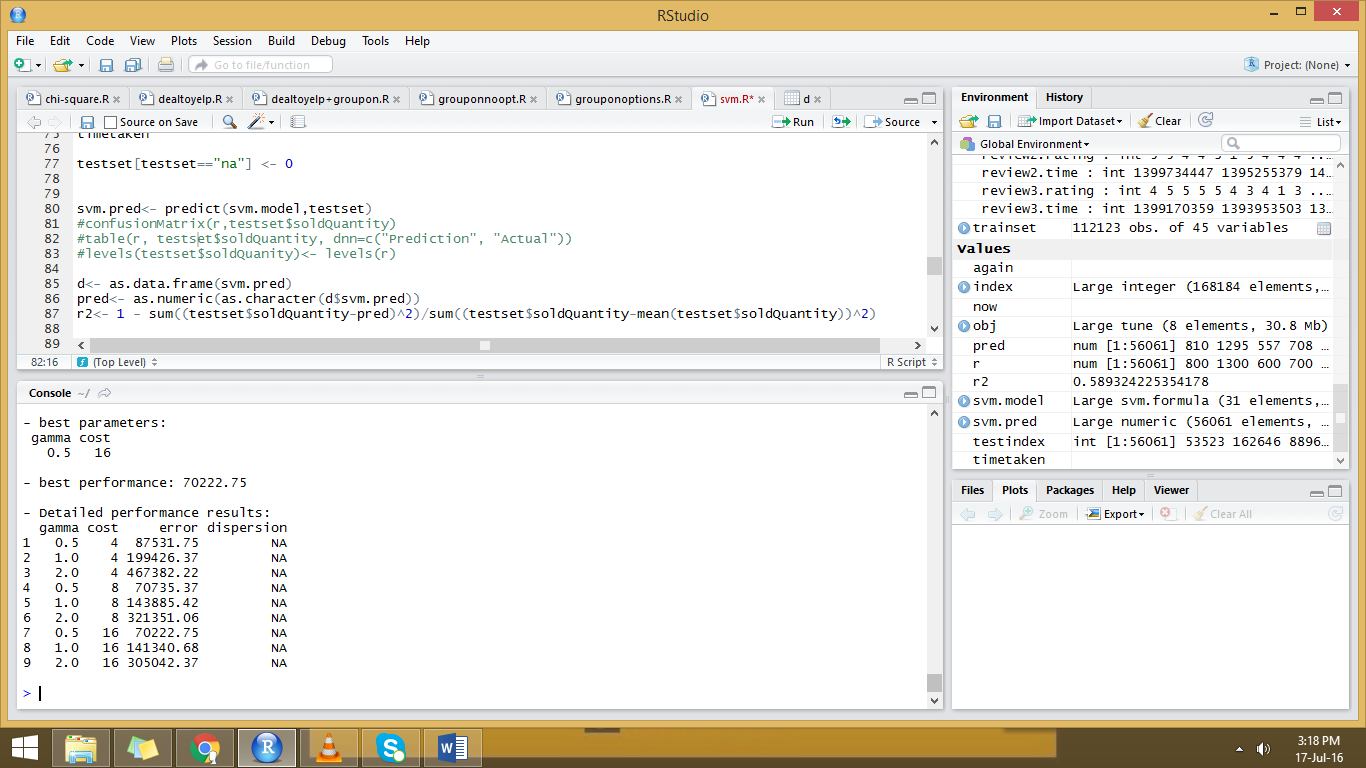 RStudio
File Edit Code View Plots Session Build Debug Tools Help
Go to file/function
Project: (None)
chi-square.R dealtoyelp.R dealtoyelp+groupon.R grouponnoopt.R grouponoptions.R svm.R* d
Source on Save Run Source
75 timetaken
76
77 testset[testset=="na"] <- 0
78
79
80 svm.pred<- predict(svm.model,testset)
81 #confusionMatrix(r,testset$soldQuantity)
82 #table(r, testset$soldQuantity, dnn=c("Prediction", "Actual"))
83 #levels(testset$soldQuanity)<- levels(r)
84
85 d<- as.data.frame(svm.pred)
86 pred<- as.numeric(as.character(d$svm.pred))
87 r2<- 1 - sum((testset$soldQuantity-pred)^2)/sum((testset$soldQuantity-mean(testset$soldQuantity))^2)
88
89
82:16 (Top Level) R Script
Console ~/
- best parameters:
gamma cost
0.5 16
- best performance: 70222.75
- Detailed performance results:
gamma cost error dispersion
1 0.5 4 87531.75 NA
2 1.0 4 199426.37 NA
3 2.0 4 467382.22 NA
4 0.5 8 70735.37 NA
5 1.0 8 143885.42 NA
6 2.0 8 321351.06 NA
7 0.5 16 70222.75 NA
8 1.0 16 141340.68 NA
9 2.0 16 305042.37 NA
>
Environment History
Import Dataset Clear List
Global Environment
review2.time : int 1399734447 1395255379 14...
review3.rating : int 4 5 5 5 5 4 3 4 1 3 ...
review3.time : int 1399170359 1393953503 13...
trainset 112123 obs. of 45 variables
Values
again
index Large integer (168184 elements,...
now
obj Large tune (8 elements, 30.8 Mb)
pred num [1:56061] 810 1295 557 708 ...
r num [1:56061] 800 1300 600 700 ...
r2 0.589324225354178
svm.model Large svm.formula (31 elements,...
svm.pred Large numeric (56061 elements, ...
testindex int [1:56061] 53523 162646 8896...
timetaken
Files Plots Packages Help Viewer
Zoom Export Clear All
3:18 PM
17-Jul-16